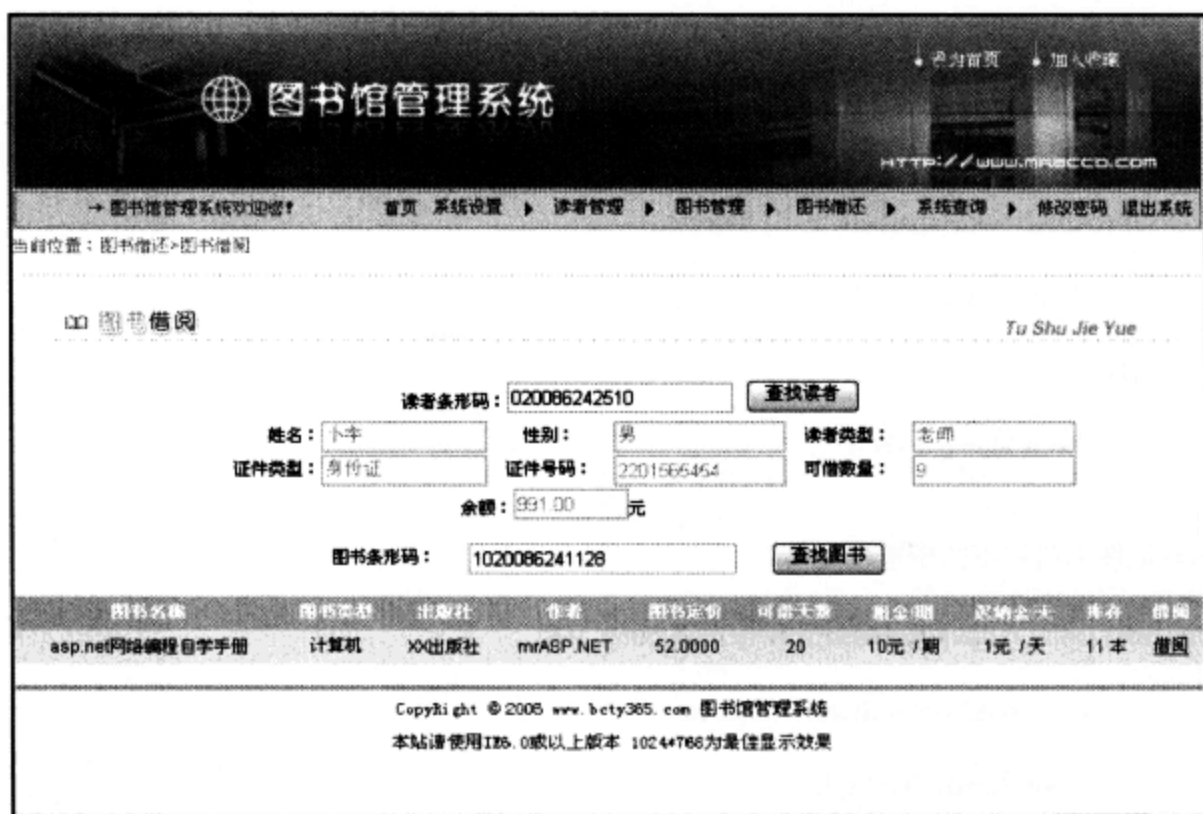 设为首页 加入收藏
图书馆管理系统
HTTP://WWW.MRBCCD.COM
→ 图书馆管理系统欢迎您! 首页 系统设置 读者管理 图书管理 图书借还 系统查询 修改密码 退出系统
当前位置:图书借还>图书借阅
图书借阅 Tu Shu Jie Yue
读者条形码: 020086242510 查找读者
姓名: 卜李 性别: 男 读者类型: 老师
证件类型: 身份证 证件号码: 2201565454 可借数量: 9
余额: 991.00 元
图书条形码: 1020086241128 查找图书
图书名称 图书类型 出版社 作者 图书定价 可借天数 租金/期 迟纳金/天 库存 借阅
asp.net网络编程自学手册 计算机 XX出版社 mrASP.NET 52.0000 20 10元 /期 1元 /天 11 本 借阅
CopyRight © 2008 www.bcty365.com 图书馆管理系统
本站请使用IE6.0或以上版本 1024*768为最佳显示效果